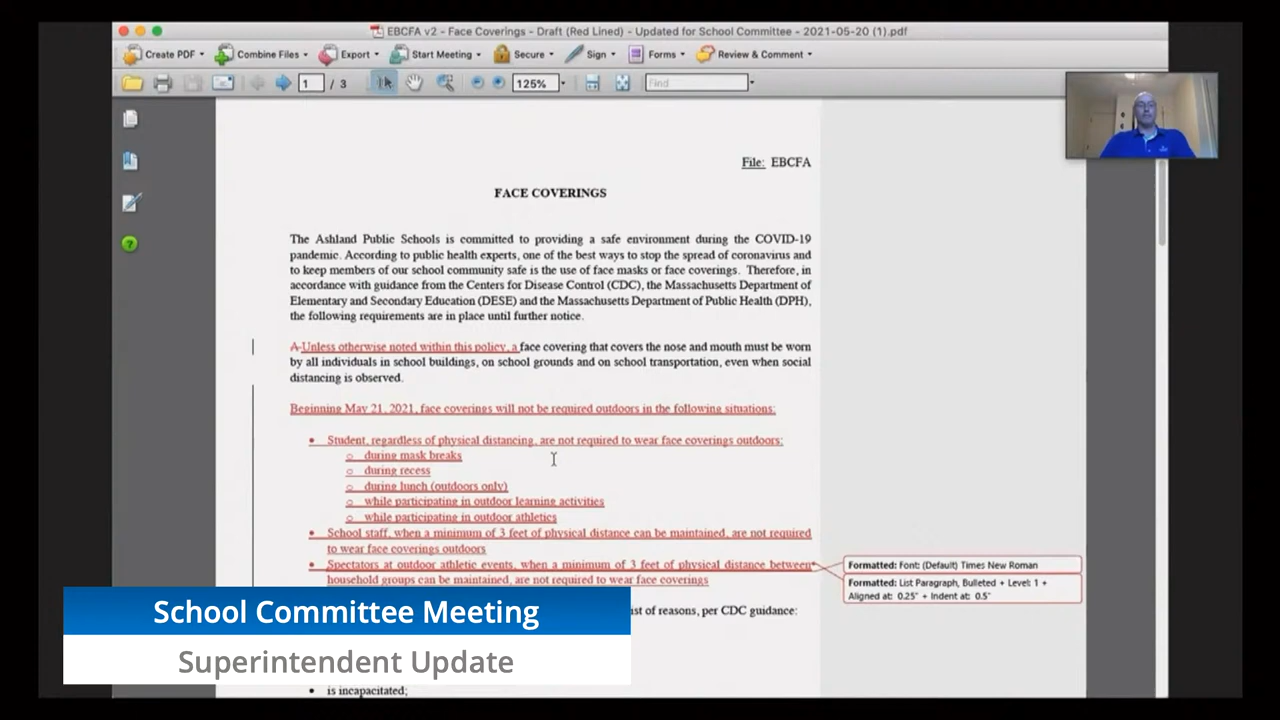 EBCFA v2 - Face Coverings - Draft (Red Lined) - Updated for School Committee - 2021-05-20 (1).pdf
Create PDF Combine Files Export Start Meeting Secure Sign Forms Review & Comment
1 / 3 125% Find
File: EBCFA
FACE COVERINGS
The Ashland Public Schools is committed to providing a safe environment during the COVID-19
pandemic. According to public health experts, one of the best ways to stop the spread of coronavirus and
to keep members of our school community safe is the use of face masks or face coverings. Therefore, in
accordance with guidance from the Centers for Disease Control (CDC), the Massachusetts Department of
Elementary and Secondary Education (DESE) and the Massachusetts Department of Public Health (DPH),
the following requirements are in place until further notice.
A Unless otherwise noted within this policy, a face covering that covers the nose and mouth must be worn
by all individuals in school buildings, on school grounds and on school transportation, even when social
distancing is observed.
Beginning May 21, 2021, face coverings will not be required outdoors in the following situations:
• Student, regardless of physical distancing, are not required to wear face coverings outdoors:
o during mask breaks
o during recess
o during lunch (outdoors only)
o while participating in outdoor learning activities
o while participating in outdoor athletics
• School staff, when a minimum of 3 feet of physical distance can be maintained, are not required
to wear face coverings outdoors
• Spectators at outdoor athletic events, when a minimum of 3 feet of physical distance between
household groups can be maintained, are not required to wear face coverings
Formatted: Font: (Default) Times New Roman
Formatted: List Paragraph, Bulleted + Level: 1 +
Aligned at: 0.25" + Indent at: 0.5"
of reasons, per CDC guidance:
School Committee Meeting
Superintendent Update
• is incapacitated;